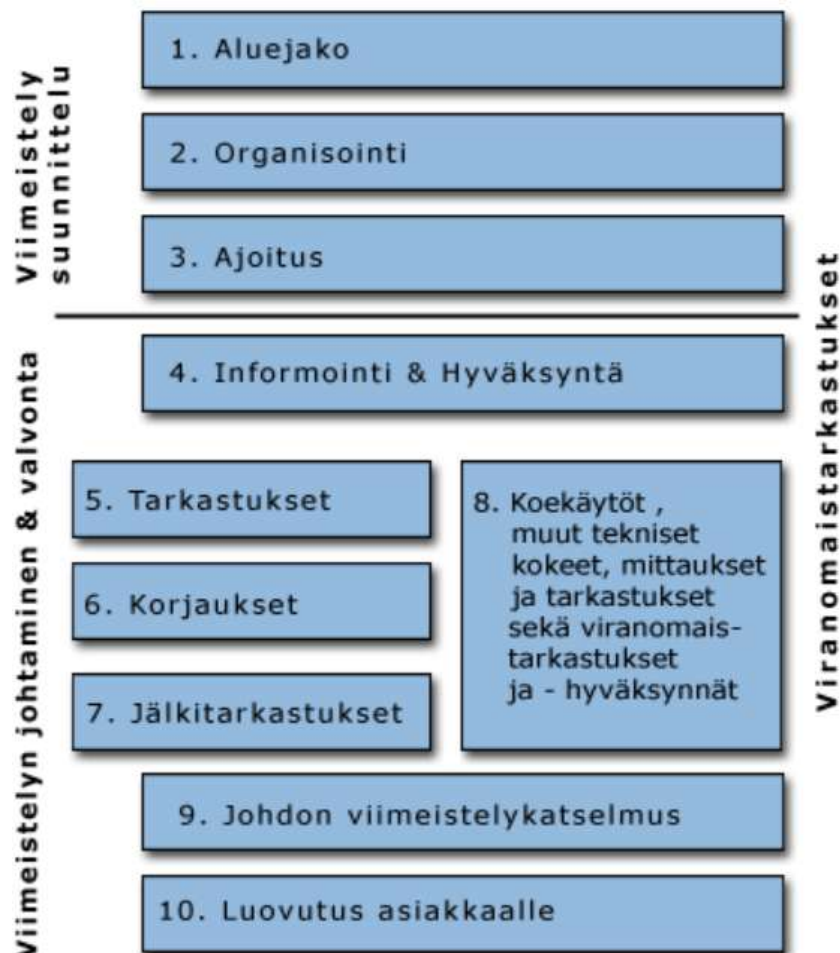 Viimeistely
suunnittelu
1. Aluejako
2. Organisointi
3. Ajoitus
Viimeistelyn johtaminen & valvonta
4. Informointi & Hyväksyntä
5. Tarkastukset
6. Korjaukset
7. Jälkitarkastukset
8. Koekäytöt ,
muut tekniset
kokeet, mittaukset
ja tarkastukset
sekä viranomais-
tarkastukset
ja - hyväksynnät
9. Johdon viimeistelykatselmus
10. Luovutus asiakkaalle
Viranomaistarkastukset